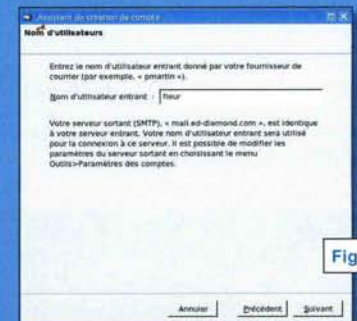 Assistant de création de compte
Nom d'utilisateurs
Entrez le nom d'utilisateur entrant donné par votre fournisseur de
courrier (par exemple, « pmartin »).
Nom d'utilisateur entrant : fleur
Votre serveur sortant (SMTP), « mail.ed-diamond.com », est identique
à votre serveur entrant. Votre nom d'utilisateur entrant sera utilisé
pour la connexion à ce serveur. Il est possible de modifier les
paramètres du serveur sortant en choisissant le menu
Outils>Paramètres des comptes.
Fig
Annuler Précédent Suivant